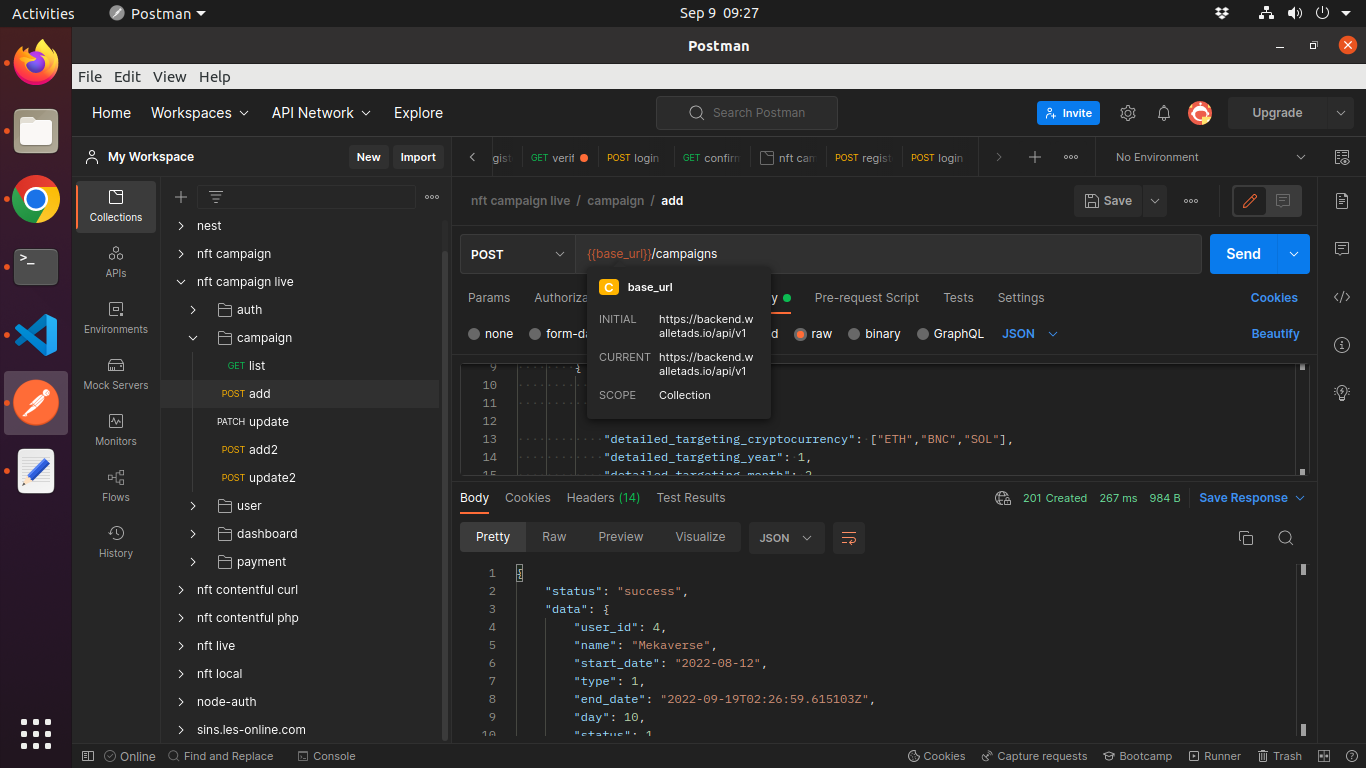 Activities
Postman
Sep 9 09:27
Postman
File Edit View Help
Home Workspaces API Network Explore
Search Postman
Invite
Upgrade
My Workspace
New Import
GET verif
POST login
GET confirm
nft cam
POST regist
POST login
No Environment
Collections
APIs
Environments
Mock Servers
Monitors
Flows
History
nest
nft campaign
nft campaign live
auth
campaign
GET list
POST add
PATCH update
POST add2
POST update2
user
dashboard
payment
nft contentful curl
nft contentful php
nft live
nft local
node-auth
sins.les-online.com
nft campaign live / campaign / add
Save
POST
{{base_url}}/campaigns
Send
Params
Pre-request Script Tests Settings
Cookies
none
raw binary GraphQL JSON
Beautify
C base_url
INITIAL https://backend.w
alletads.io/api/v1
CURRENT https://backend.w
alletads.io/api/v1
SCOPE Collection
9 {
10
11
12
13 "detailed_targeting_cryptocurrency": ["ETH","BNC","SOL"],
14 "detailed_targeting_year": 1,
15 "detailed_targeting_month": 2
Body Cookies Headers (14) Test Results
201 Created 267 ms 984 B Save Response
Pretty Raw Preview Visualize JSON
1 {
2 "status": "success",
3 "data": {
4 "user_id": 4,
5 "name": "Mekaverse",
6 "start_date": "2022-08-12",
7 "type": 1,
8 "end_date": "2022-09-19T02:26:59.615103Z",
9 "day": 10,
10 "status": 1
Online Find and Replace Console
Cookies Capture requests Bootcamp Runner Trash